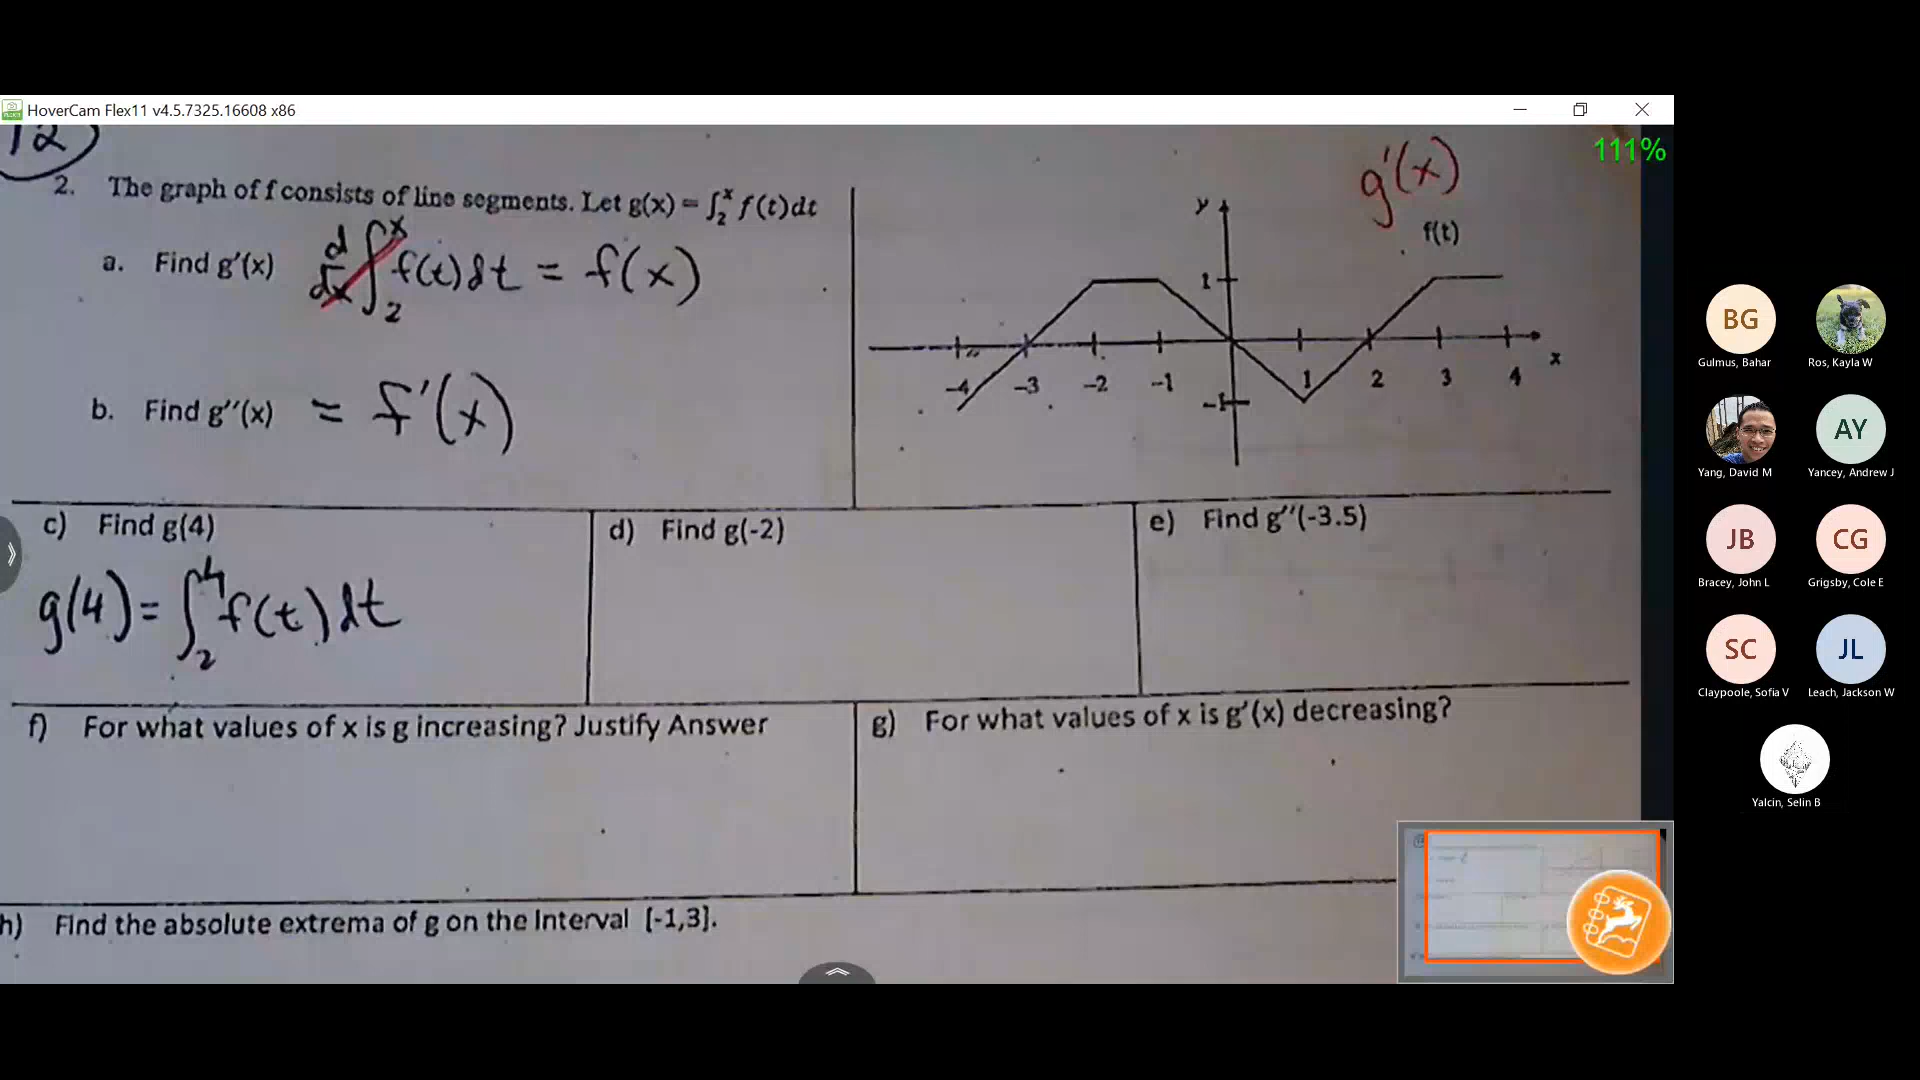 HoverCam Flex11 v4.5.7325.16608 x86
111%
12
2. The graph of f consists of line segments. Let g(x) = ∫₂ˣ f(t)dt
a. Find g'(x) d/dx ∫₂ˣ f(t)dt = f(x)
b. Find g''(x) = f'(x)
g'(x)
f(t)
y
1
-4 -3 -2 -1 1 2 3 4 x
-1
c) Find g(4)
g(4) = ∫₂⁴ f(t)dt
d) Find g(-2)
e) Find g''(-3.5)
f) For what values of x is g increasing? Justify Answer
g) For what values of x is g'(x) decreasing?
h) Find the absolute extrema of g on the interval [-1,3].
BG
Gulmus, Bahar
Ros, Kayla W
Yang, David M
AY
Yancey, Andrew J
JB
Bracey, John L
CG
Grigsby, Cole E
SC
Claypoole, Sofia V
JL
Leach, Jackson W
Yalcin, Selin B